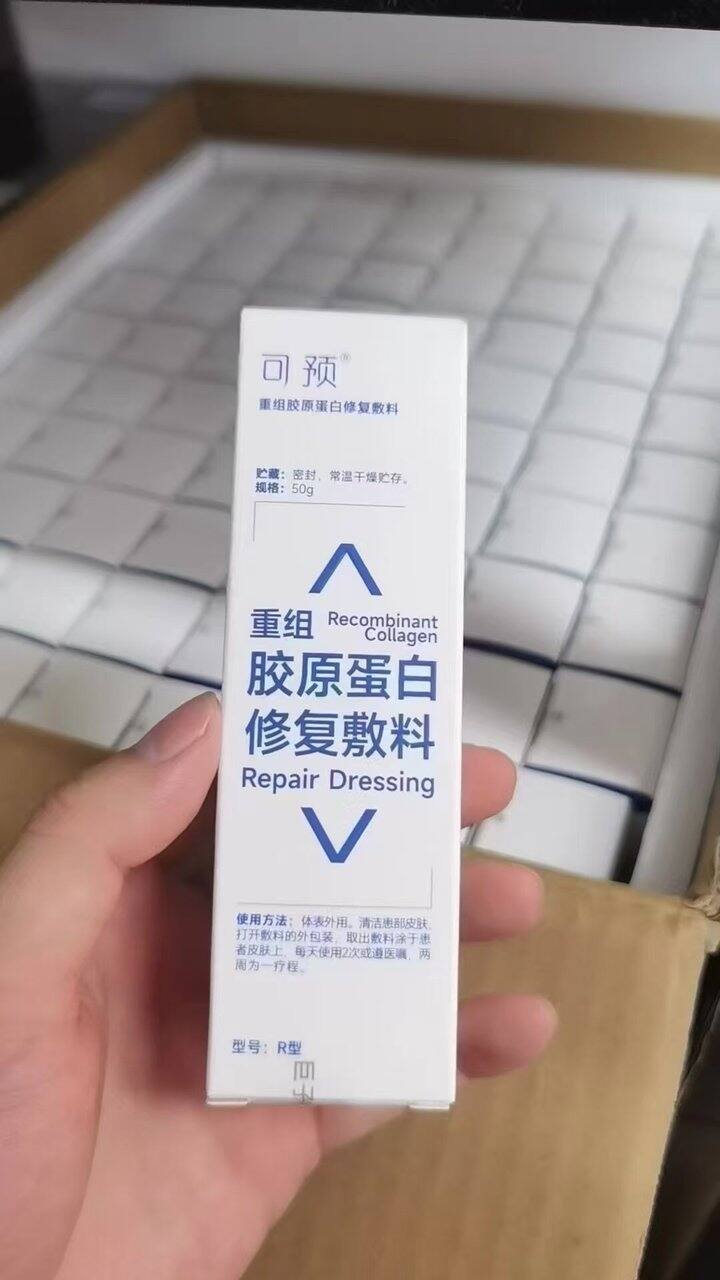 可预®
重组胶原蛋白修复敷料
贮藏：密封、常温干燥贮存。
规格：50g
重组 Recombinant
Collagen
胶原蛋白
修复敷料
Repair Dressing
使用方法：体表外用。清洁患部皮肤，
打开敷料的外包装，取出敷料涂于患
者皮肤上，每天使用2次或遵医嘱，两
周为一疗程。
型号：R型